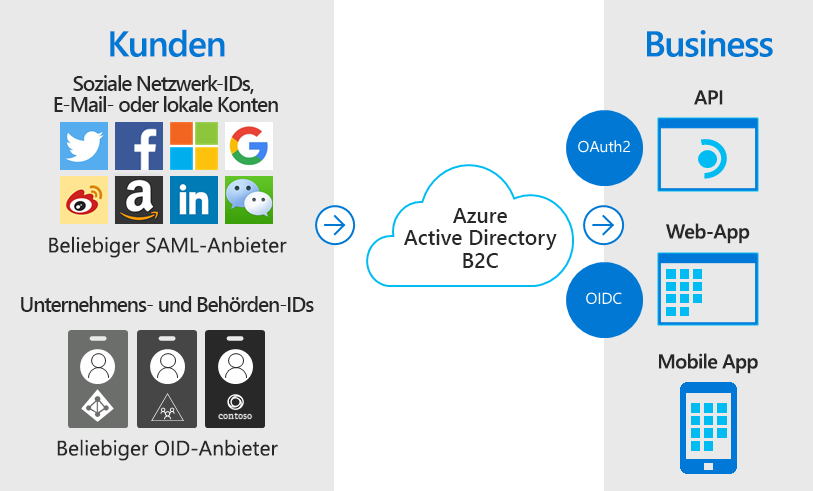 Kunden
Soziale Netzwerk-IDs,
E-Mail- oder lokale Konten
Beliebiger SAML-Anbieter
Unternehmens- und Behörden-IDs
contoso
Beliebiger OID-Anbieter
Azure
Active Directory
B2C
Business
OAuth2
API
Web-App
OIDC
Mobile App